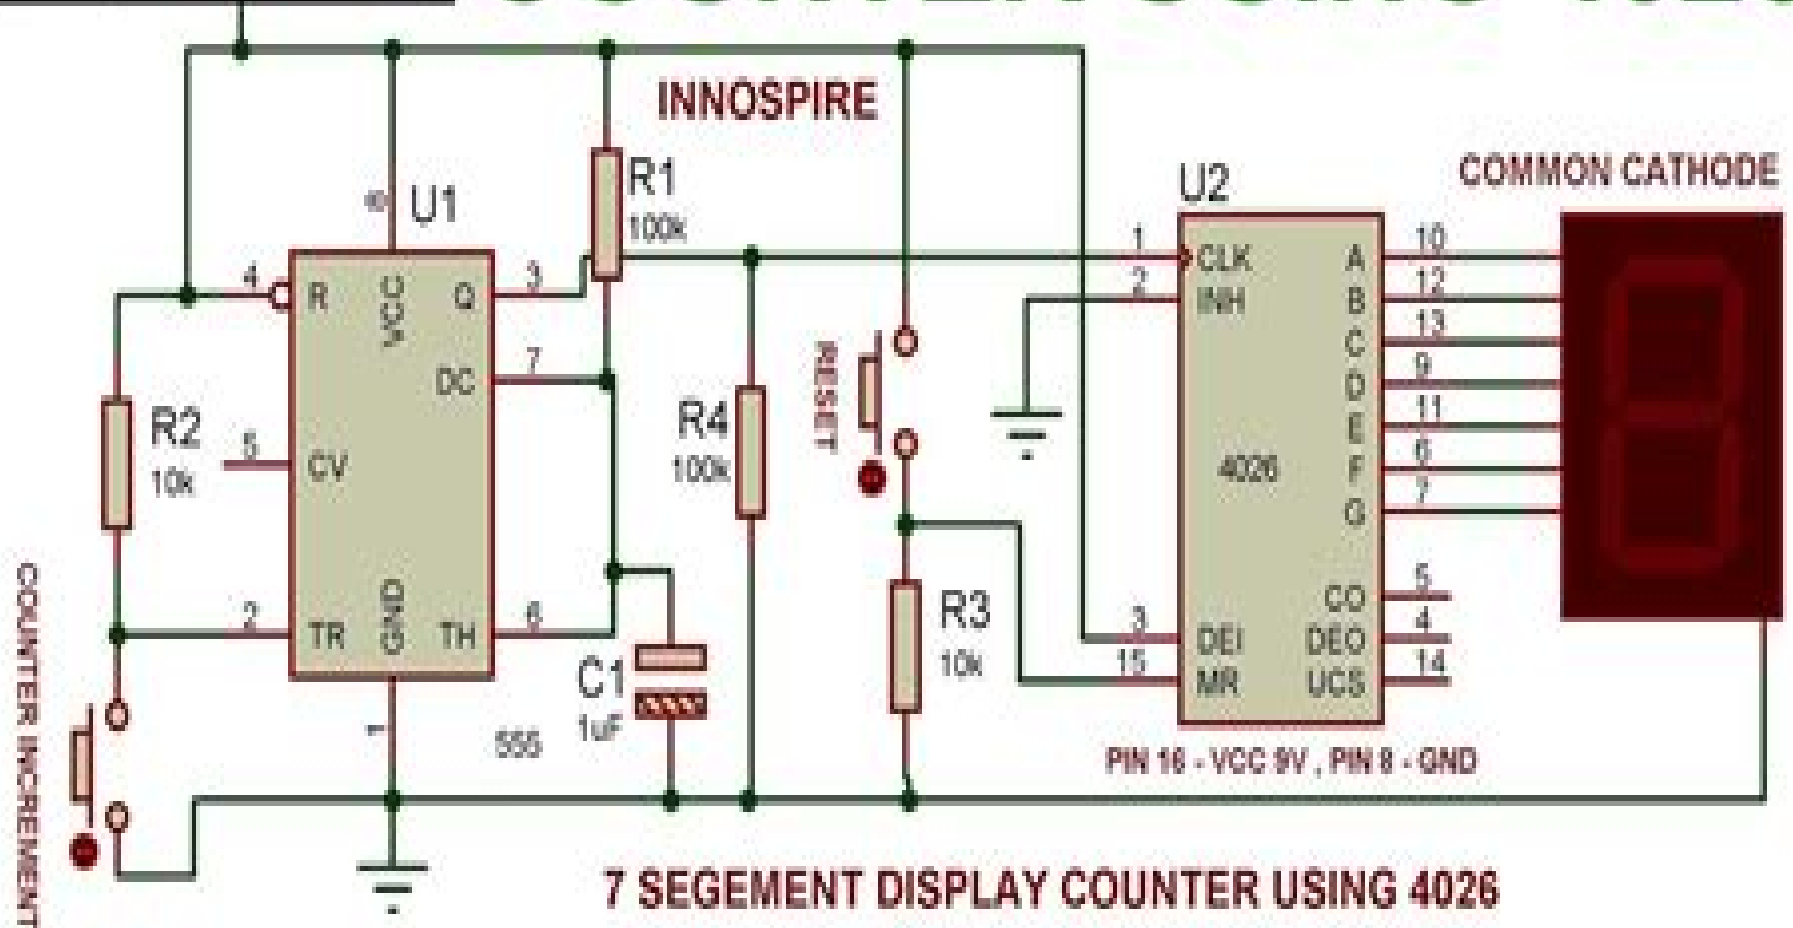 INNOSPIRE
COMMON CATHODE
U1
8
R1
100k
U2
4
R
VCC
Q
3
1
CLK
A
10
2
INH
B
12
C
13
DC
7
D
9
R2
10k
5
CV
R4
100k
RESET
E
11
4026
F
6
G
7
2
TR
GND
TH
6
C1
1uF
R3
10k
CO
5
3
DEI
DEO
4
15
MR
UCS
14
1
555
COUNTER INCREMENT
PIN 16 - VCC 9V , PIN 8 - GND
7 SEGEMENT DISPLAY COUNTER USING 4026